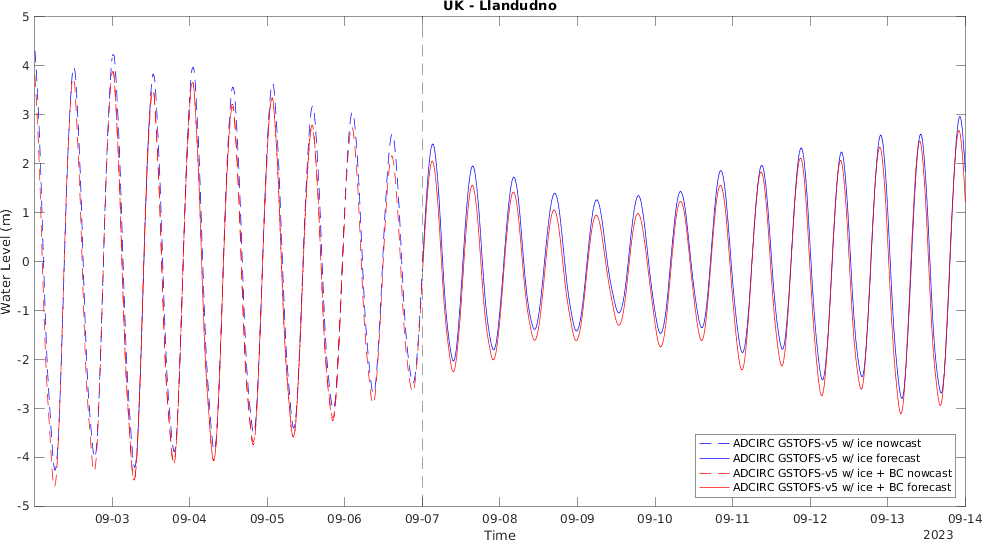 UK - Llandudno
5
4
3
2
1
0
-1
-2
-3
-4
-5
Water Level (m)
ADCIRC GSTOFS-v5 w/ice nowcast
ADCIRC GSTOFS-v5 w/ice forecast
ADCIRC GSTOFS-v5 w/ice + BC nowcast
ADCIRC GSTOFS-v5 w/ice + BC forecast
09-03 09-04 09-05 09-06 09-07 09-08 09-09 09-10 09-11 09-12 09-13 09-14
Time
2023